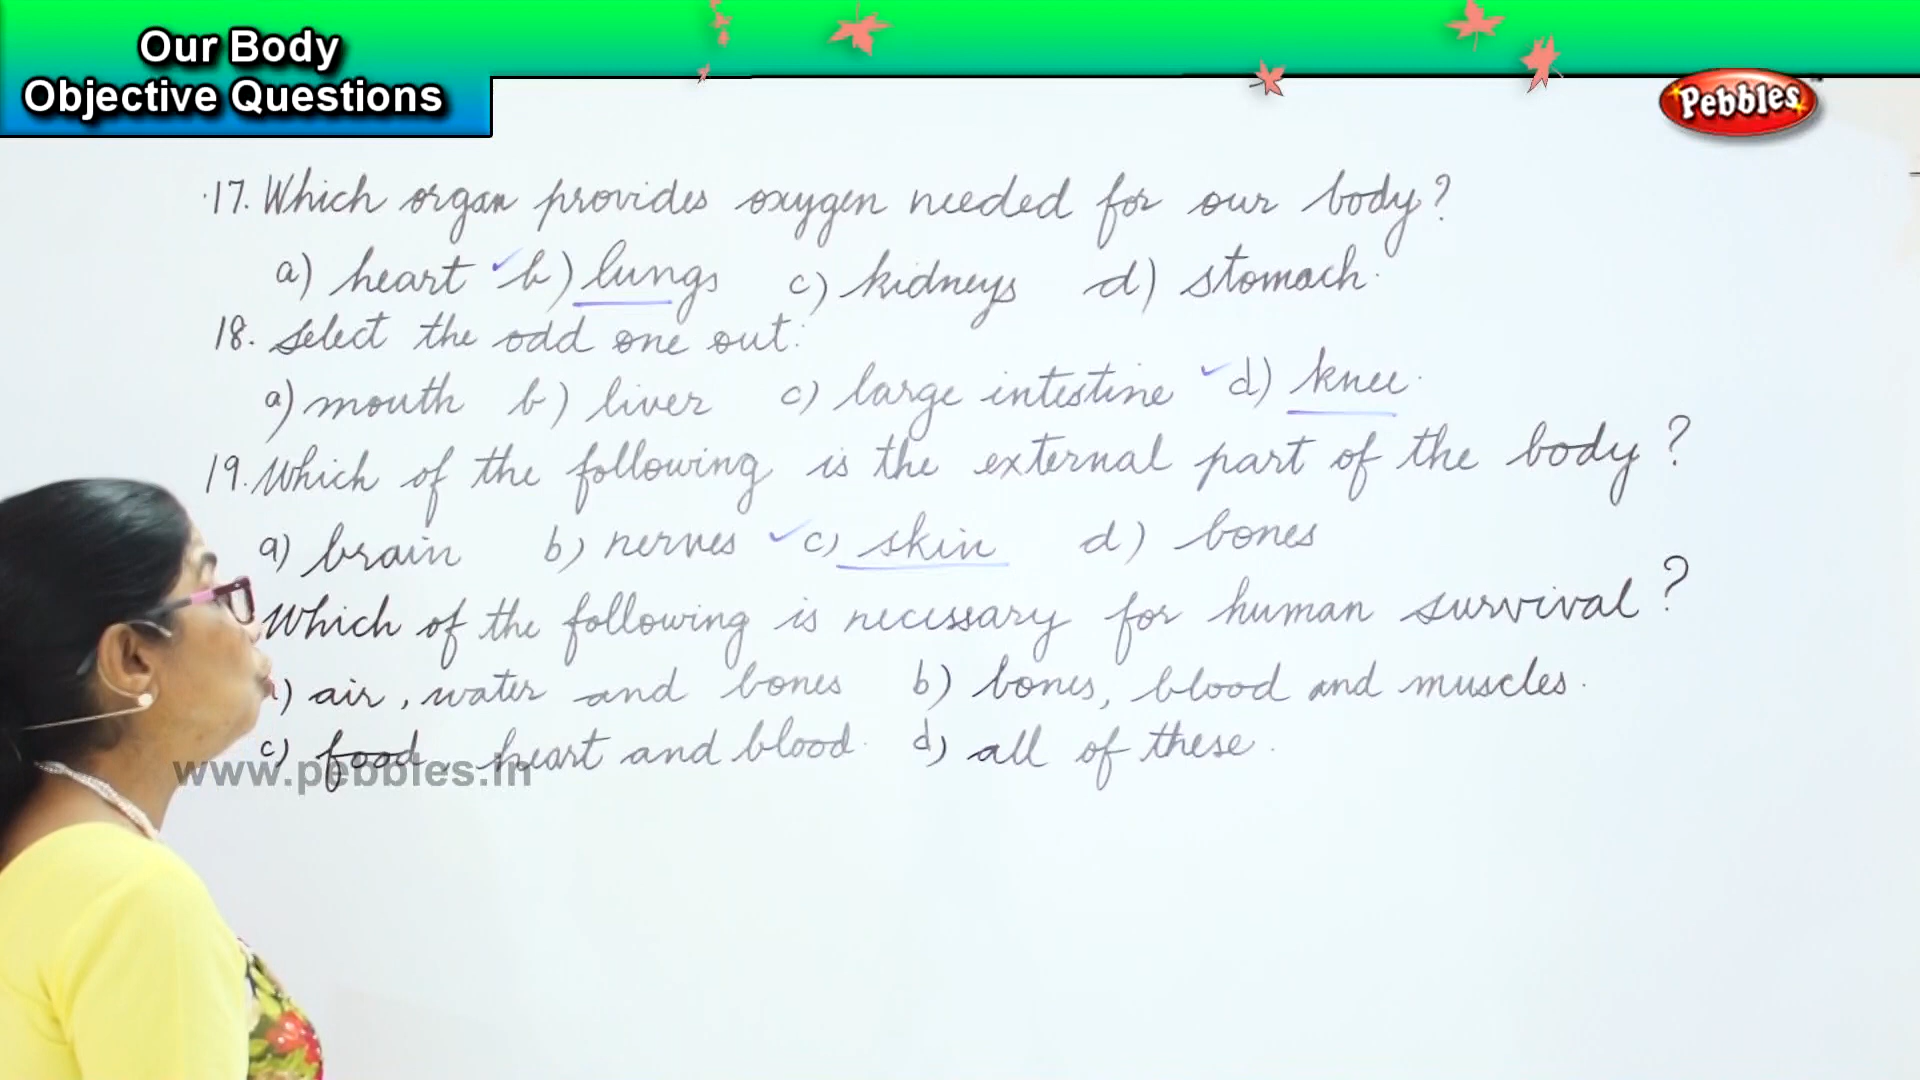 Our Body
Objective Questions
Pebbles
17. Which organ provides oxygen needed for our body?
a) heart b) lungs c) kidneys d) stomach.
18. Select the odd one out:
a) mouth b) liver c) large intestine d) knee.
19. Which of the following is the external part of the body?
a) brain b) nerves c) skin d) bones
Which of the following is necessary for human survival?
a) air, water and bones b) bones, blood and muscles.
c) food, heart and blood. d) all of these.
www.pebbles.in